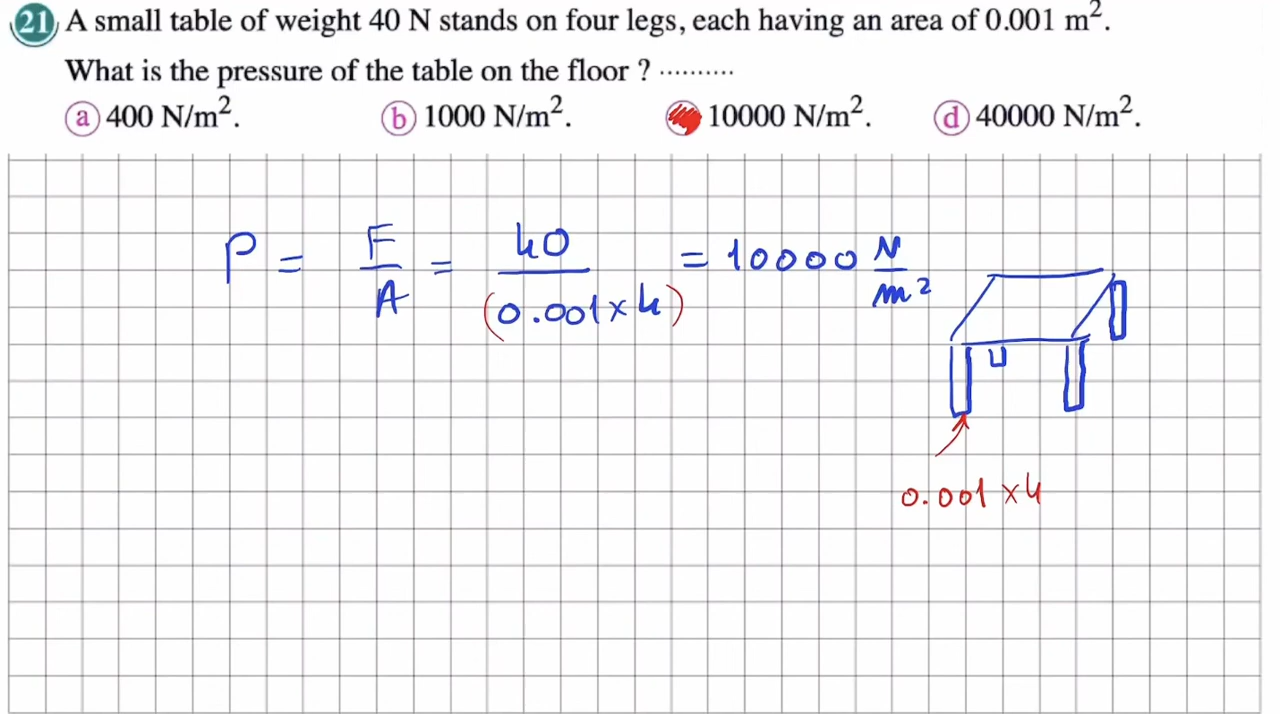 21 A small table of weight 40 N stands on four legs, each having an area of 0.001 m².
What is the pressure of the table on the floor ? ..........
a 400 N/m². b 1000 N/m². 10000 N/m². d 40000 N/m².
P = F/A = 40/(0.001×4) = 10000 N/m²
0.001 ×4